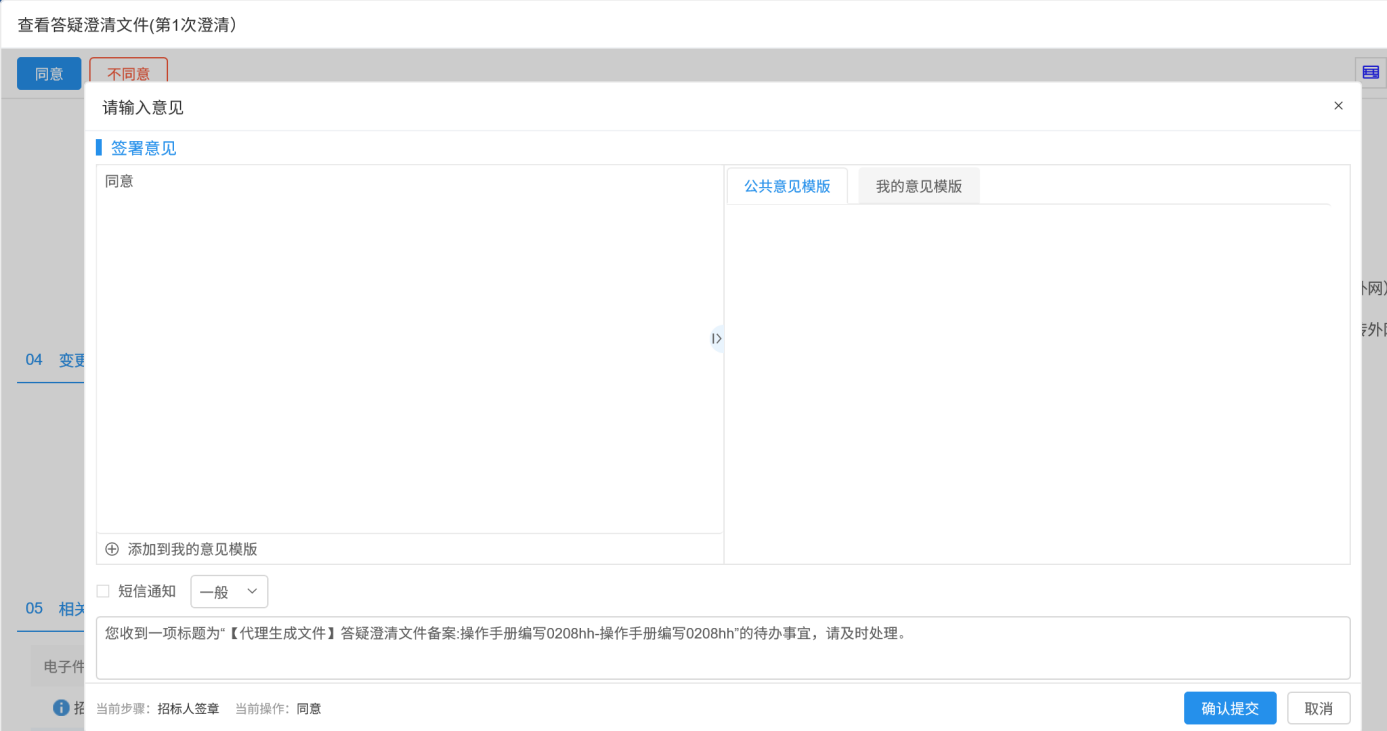 查看答疑澄清文件(第1次澄清)
同意
不同意
请输入意见
×
签署意见
同意
公共意见模版
我的意见模版
外网)
04 变更
添加到我的意见模版
短信通知
一般
05 相关
您收到一项标题为“【代理生成文件】答疑澄清文件备案:操作手册编写0208hh-操作手册编写0208hh”的待办事宜，请及时处理。
电子件
招
当前步骤: 招标人签章 当前操作: 同意
确认提交
取消